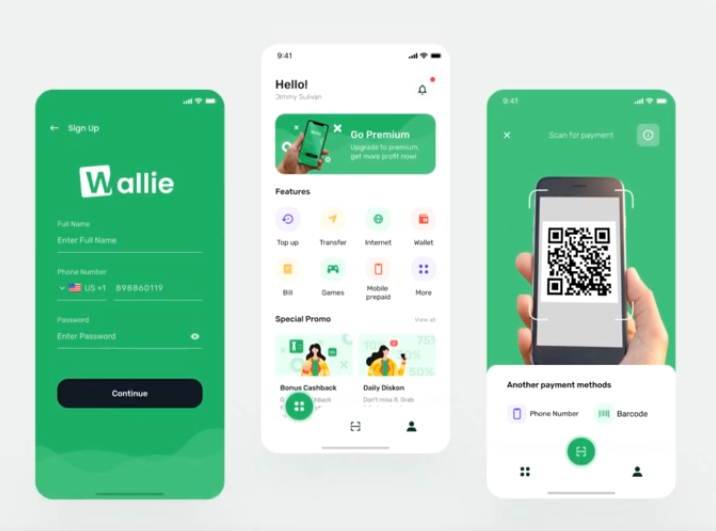 Sign Up
Wallie
Full Name
Enter Full Name
Phone Number
US +1 898860119
Password
Enter Password
Continue
9:41
Hello!
Jimmy Sullivan
Go Premium
Upgrade to premium,
get more profit now!
Features
Top up Transfer Internet Wallet
Bill Games Mobile
prepaid More
Special Promo View all
75%
50%
Bonus Cashback Daily Diskon
Don't miss it. Grab
9:41
Scan for payment
Another payment methods
Phone Number Barcode